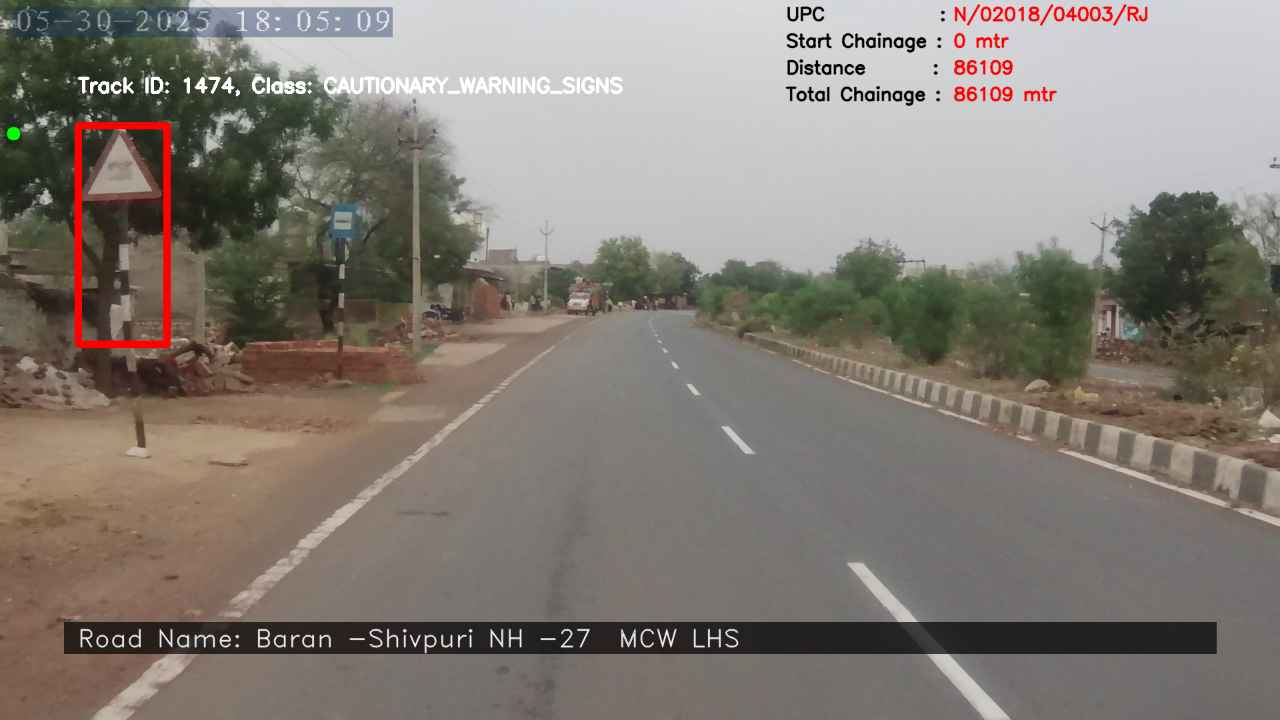 05-30-2025 18:05:09
UPC : N/02018/04003/RJ
Start Chainage : 0 mtr
Distance : 86109
Total Chainage : 86109 mtr
Track ID: 1474, Class: CAUTIONARY_WARNING_SIGNS
Road Name: Baran -Shivpuri NH -27 MCW LHS